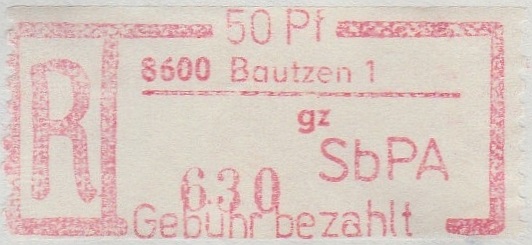 50 Pf
R
8600 Bautzen 1
gz
SbPA
630
Gebühr bezahlt